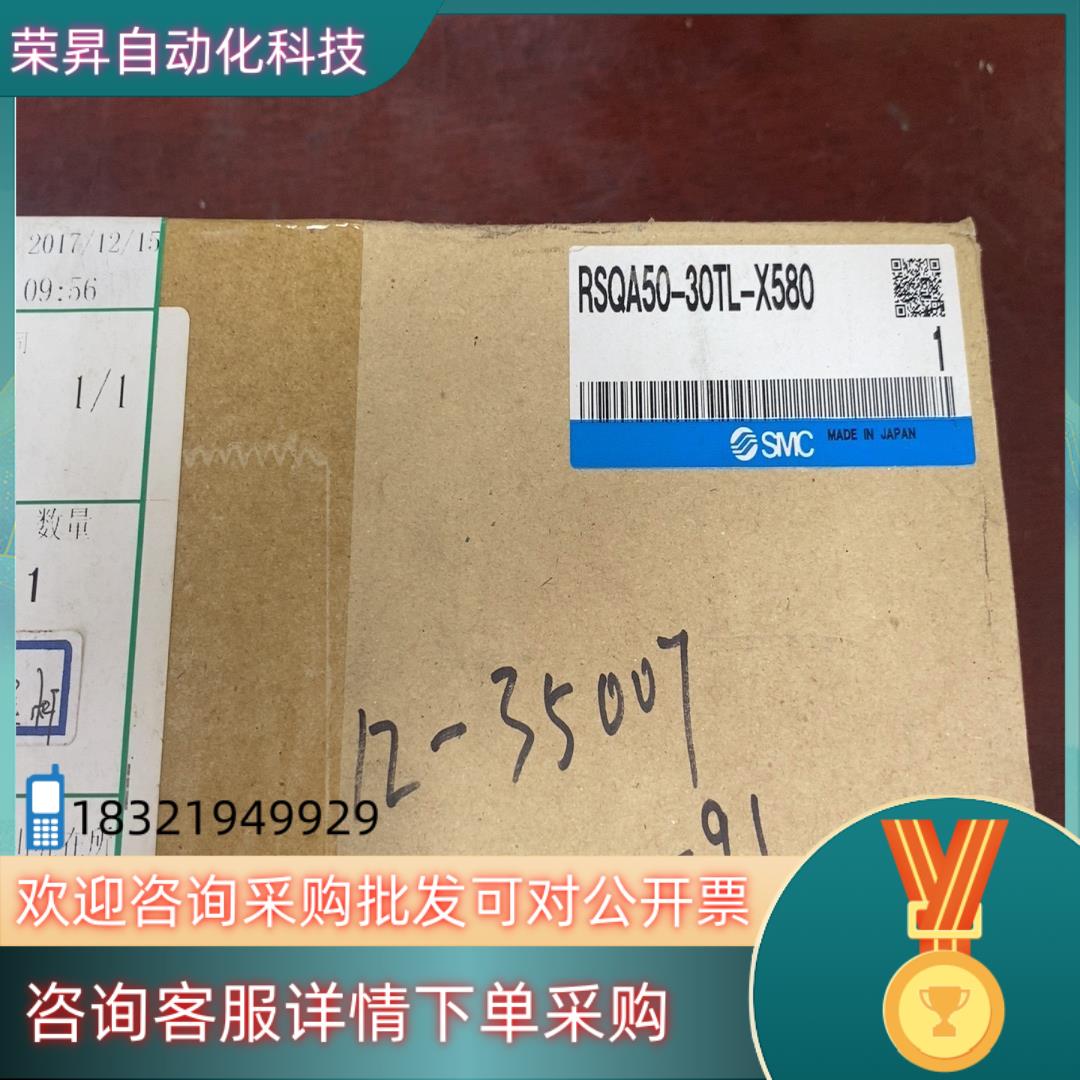 荣昇自动化科技
2017/12/15
09:56
1/1
数量
1
RSQA50-30TL-X580
1
SMC MADE IN JAPAN
12-35007
-91
18321949929
欢迎咨询采购批发可对公开票
咨询客服详情下单采购